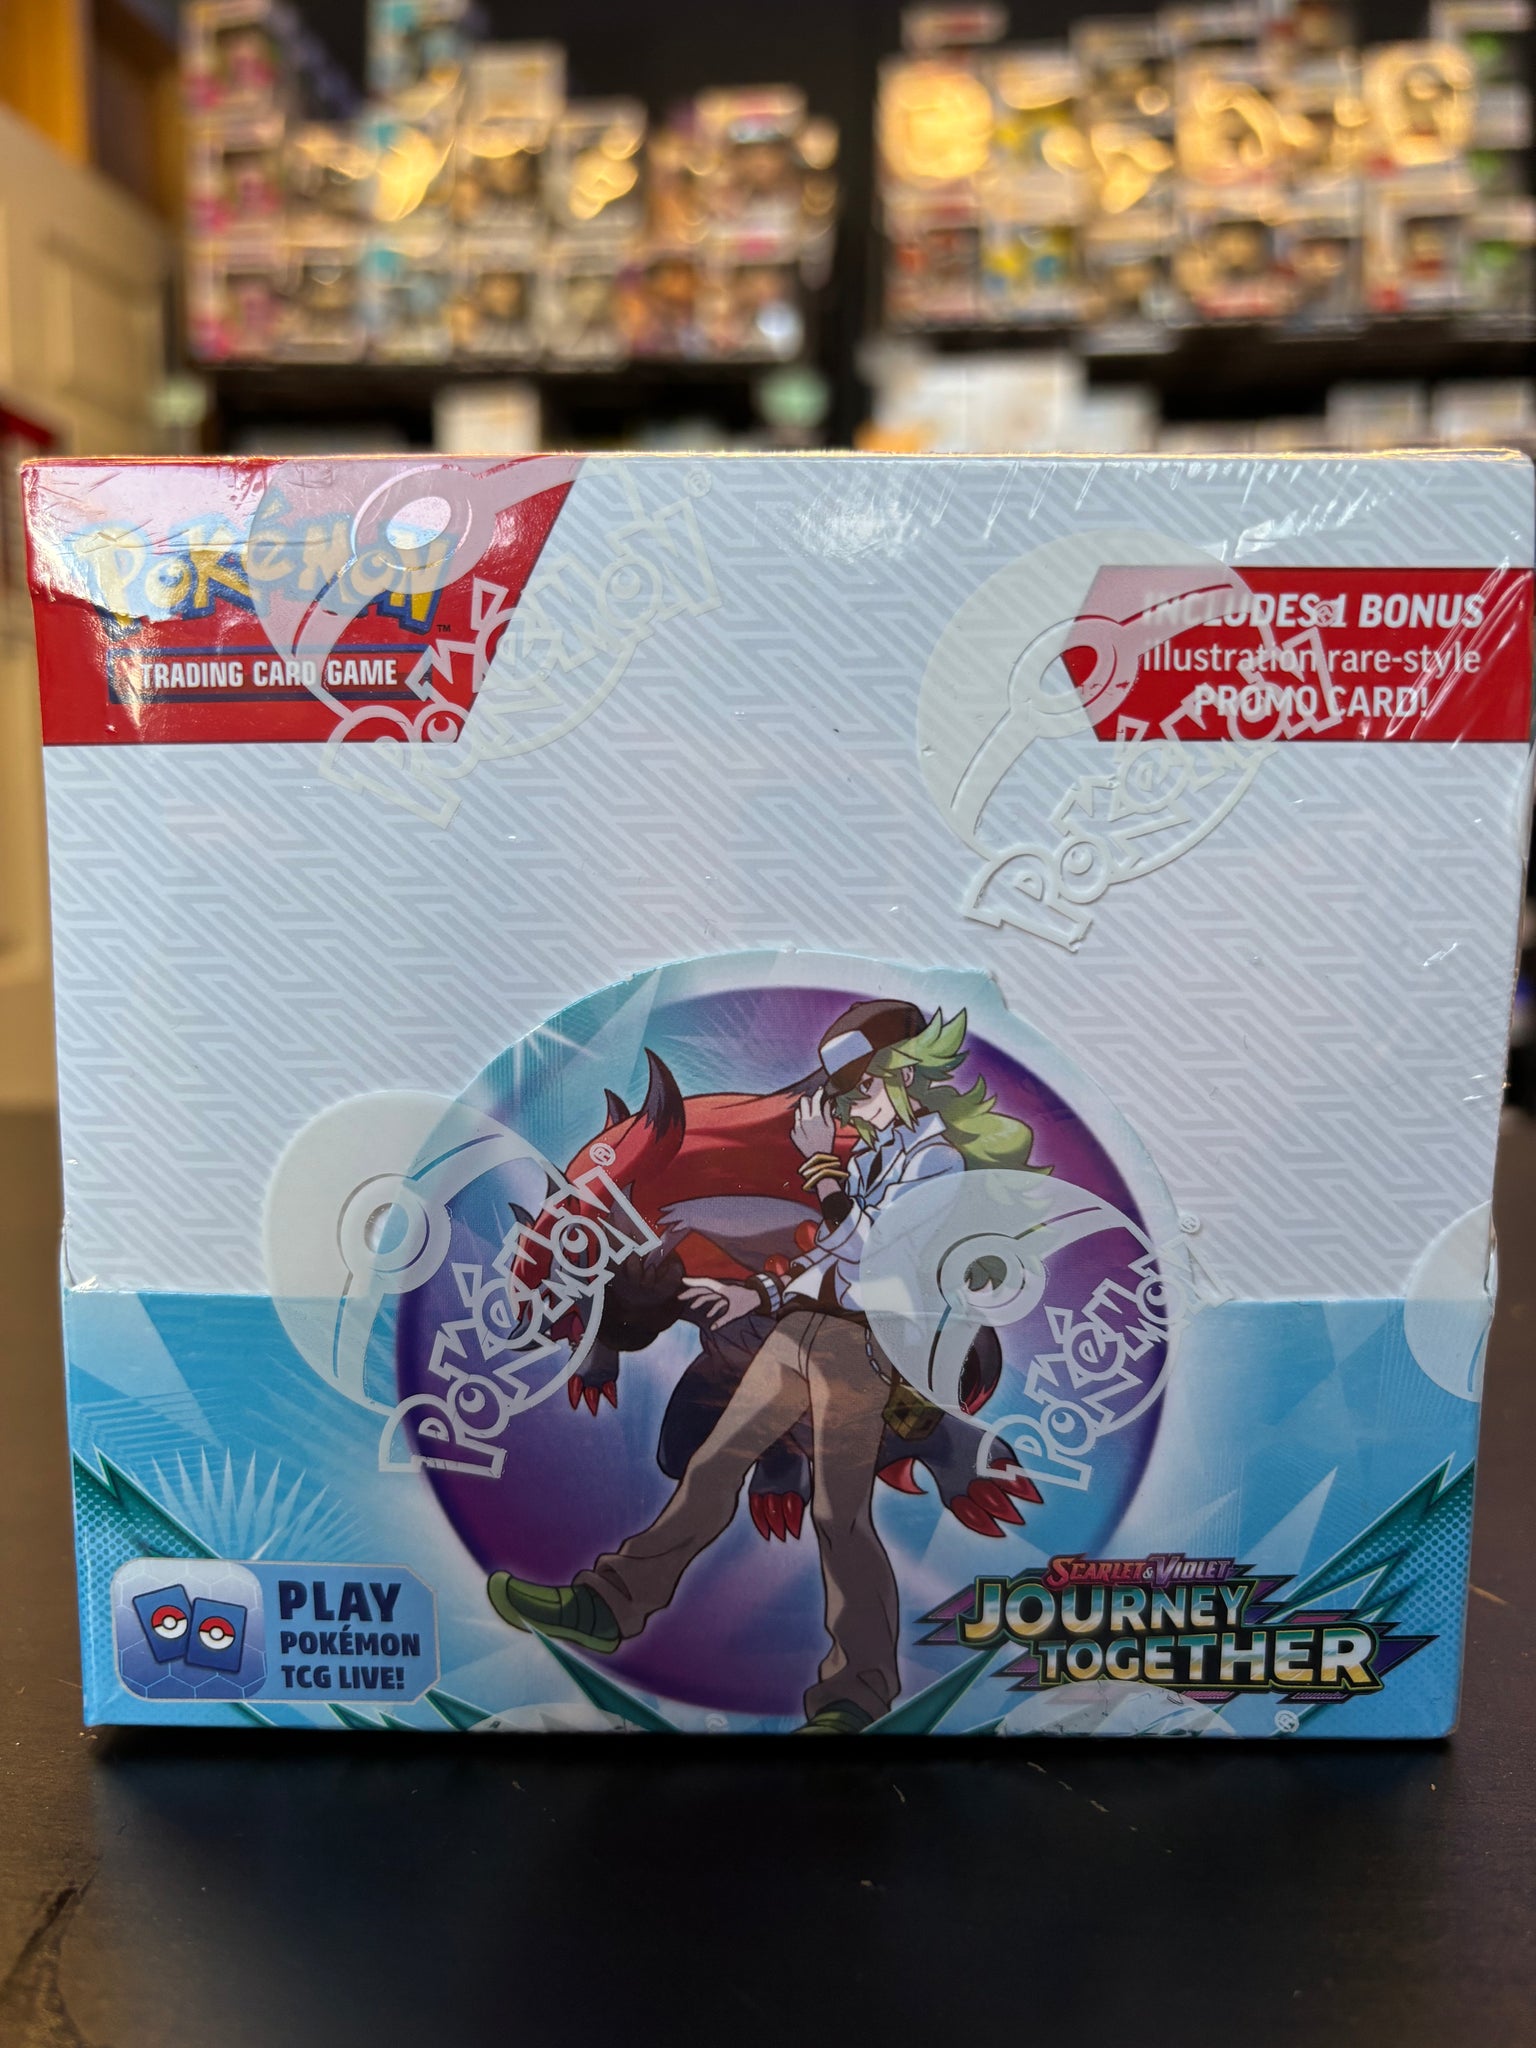 POKéMON™
TRADING CARD GAME
INCLUDES 1 BONUS
illustration rare-style
PROMO CARD!
POKéMON®
POKéMON®
POKéMON®
POKéMON®
PLAY
POKÉMON
TCG LIVE!
SCARLET & VIOLET
JOURNEY
TOGETHER
®